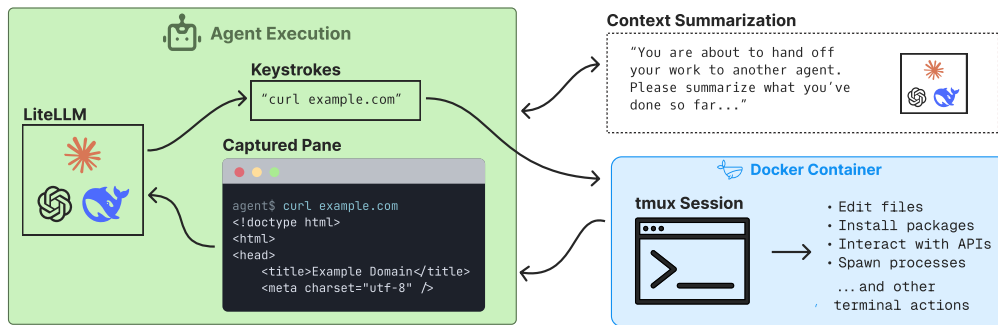 Agent Execution
Keystrokes
“curl example.com”
LiteLLM
Captured Pane
agent$ curl example.com
<!doctype html>
<html>
<head>
<title>Example Domain</title>
<meta charset="utf-8" />
Context Summarization
“You are about to hand off
your work to another agent.
Please summarize what you’ve
done so far...”
Docker Container
tmux Session
• Edit files
• Install packages
• Interact with APIs
• Spawn processes
...and other
terminal actions